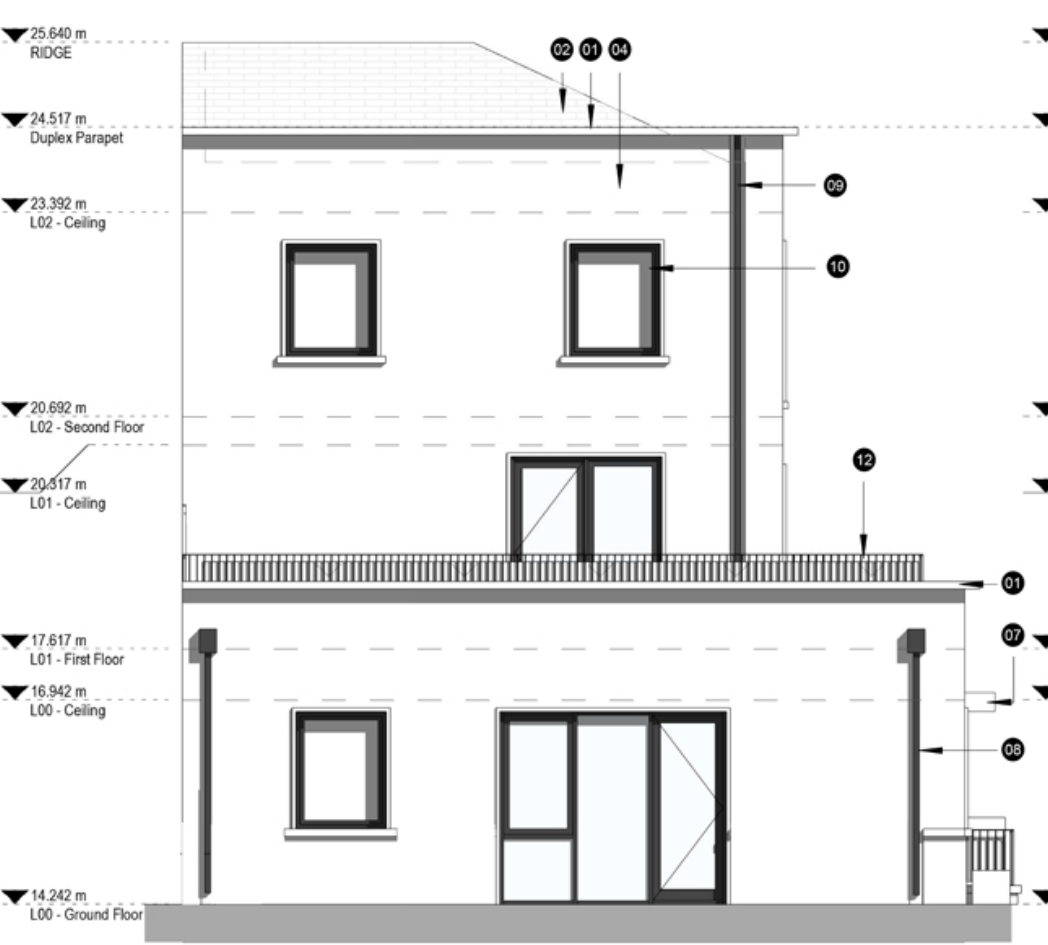 25.640 m
RIDGE
02 01 04
24.517 m
Duplex Parapet
09
23.392 m
L02 - Ceiling
10
20.692 m
L02 - Second Floor
12
20.317 m
L01 - Ceiling
01
17.617 m
L01 - First Floor
07
16.942 m
L00 - Ceiling
08
14.242 m
L00 - Ground Floor